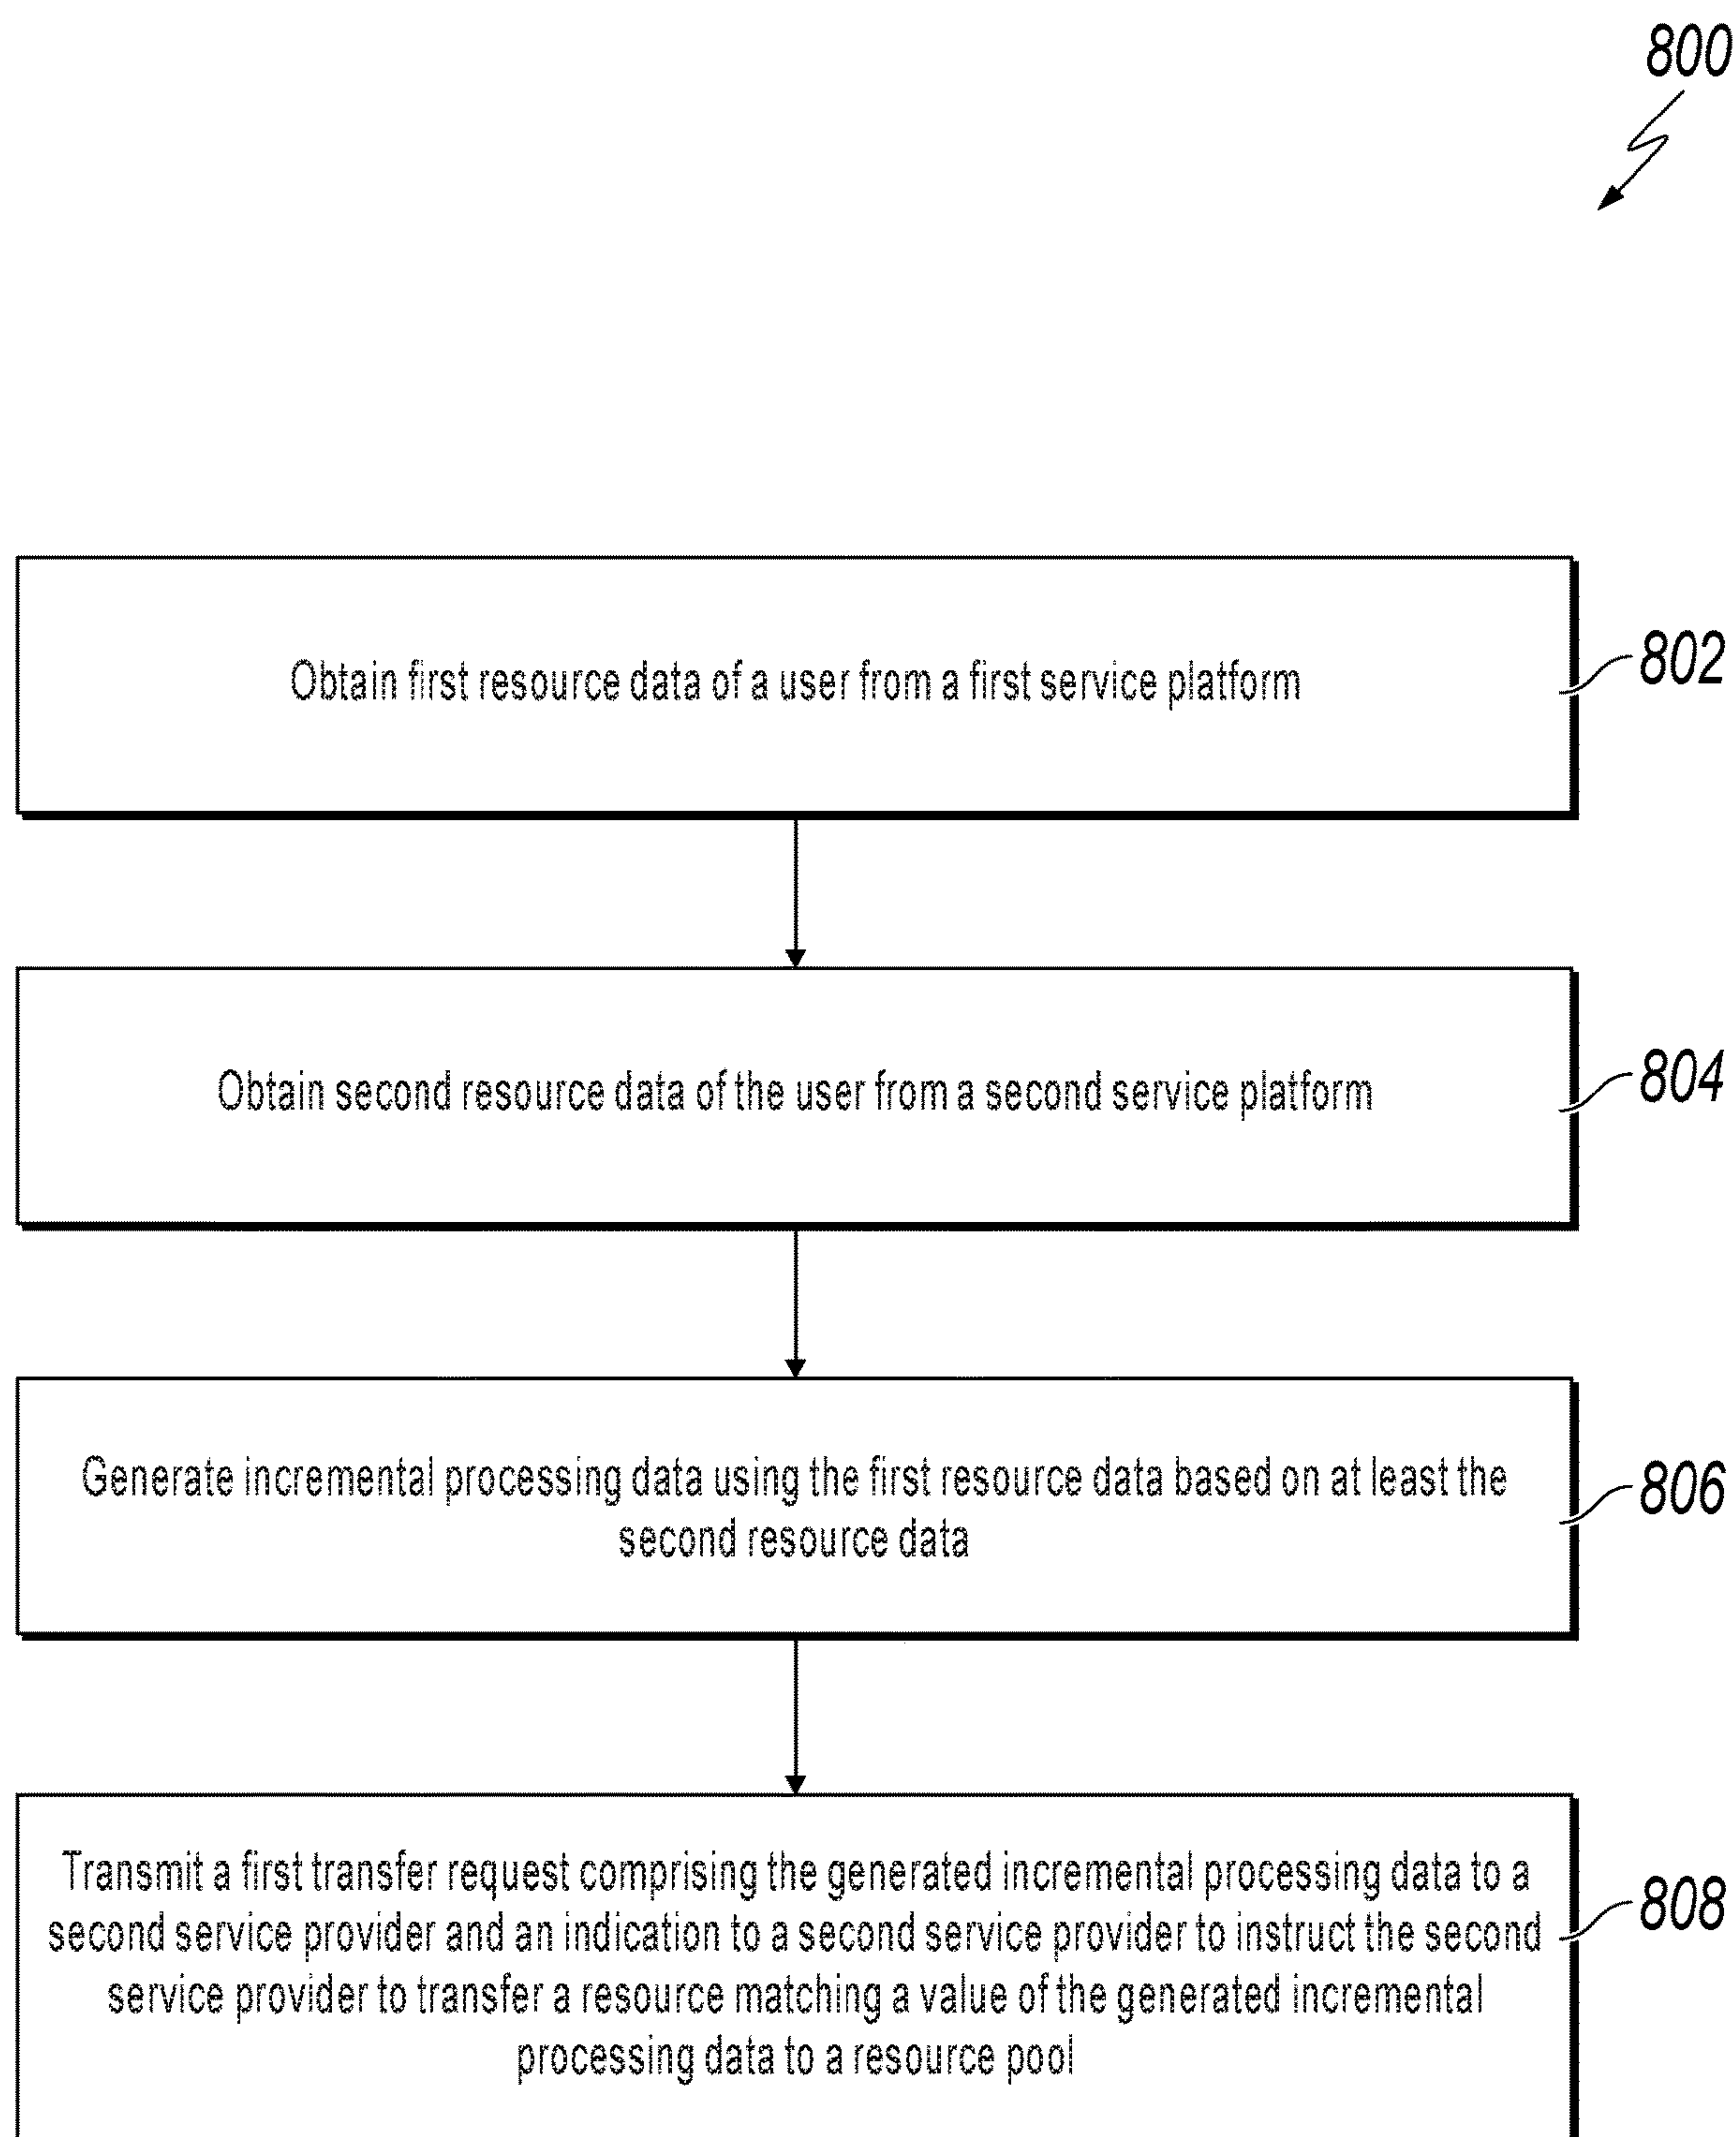 800
Obtain first resource data of a user from a first service platform
802
Obtain second resource data of the user from a second service platform
804
Generate incremental processing data using the first resource data based on at least the
second resource data
806
Transmit a first transfer request comprising the generated incremental processing data to a
second service provider and an indication to a second service provider to instruct the second
service provider to transfer a resource matching a value of the generated incremental
processing data to a resource pool
808